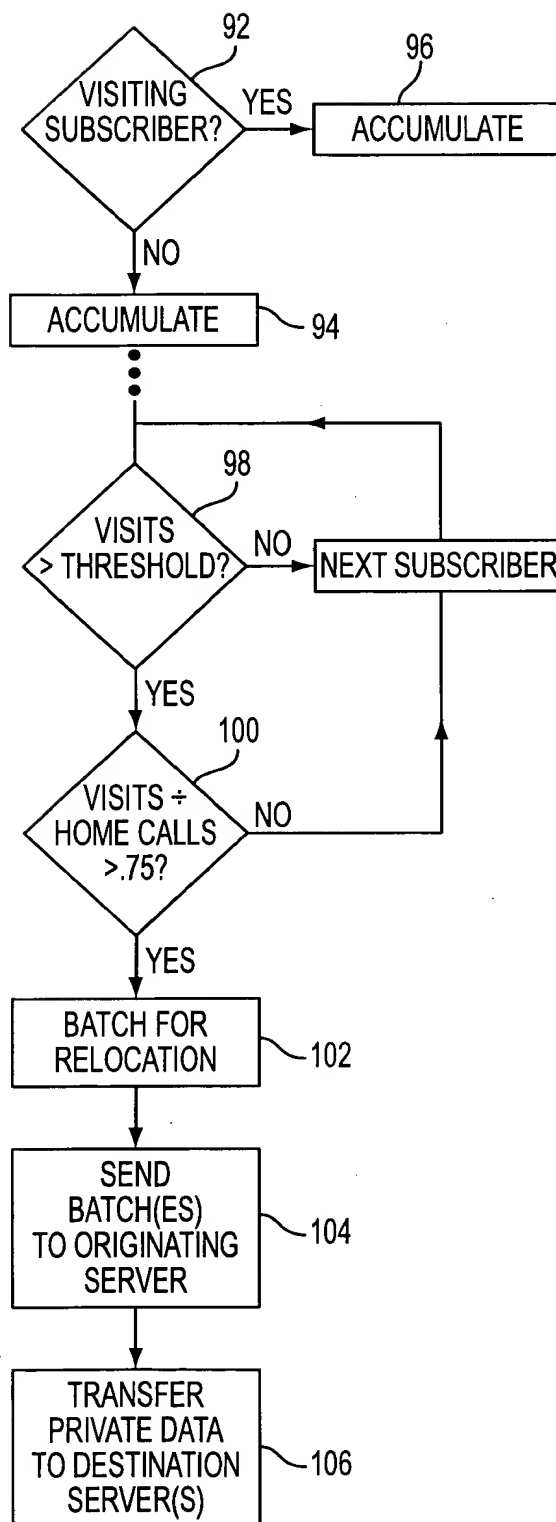 92
96
VISITING
SUBSCRIBER?
YES
ACCUMULATE
NO
ACCUMULATE
94
98
VISITS
> THRESHOLD?
NO
NEXT SUBSCRIBER
YES
100
VISITS ÷
HOME CALLS
>.75?
NO
YES
BATCH FOR
RELOCATION
102
SEND
BATCH(ES)
TO ORIGINATING
SERVER
104
TRANSFER
PRIVATE DATA
TO DESTINATION
SERVER(S)
106